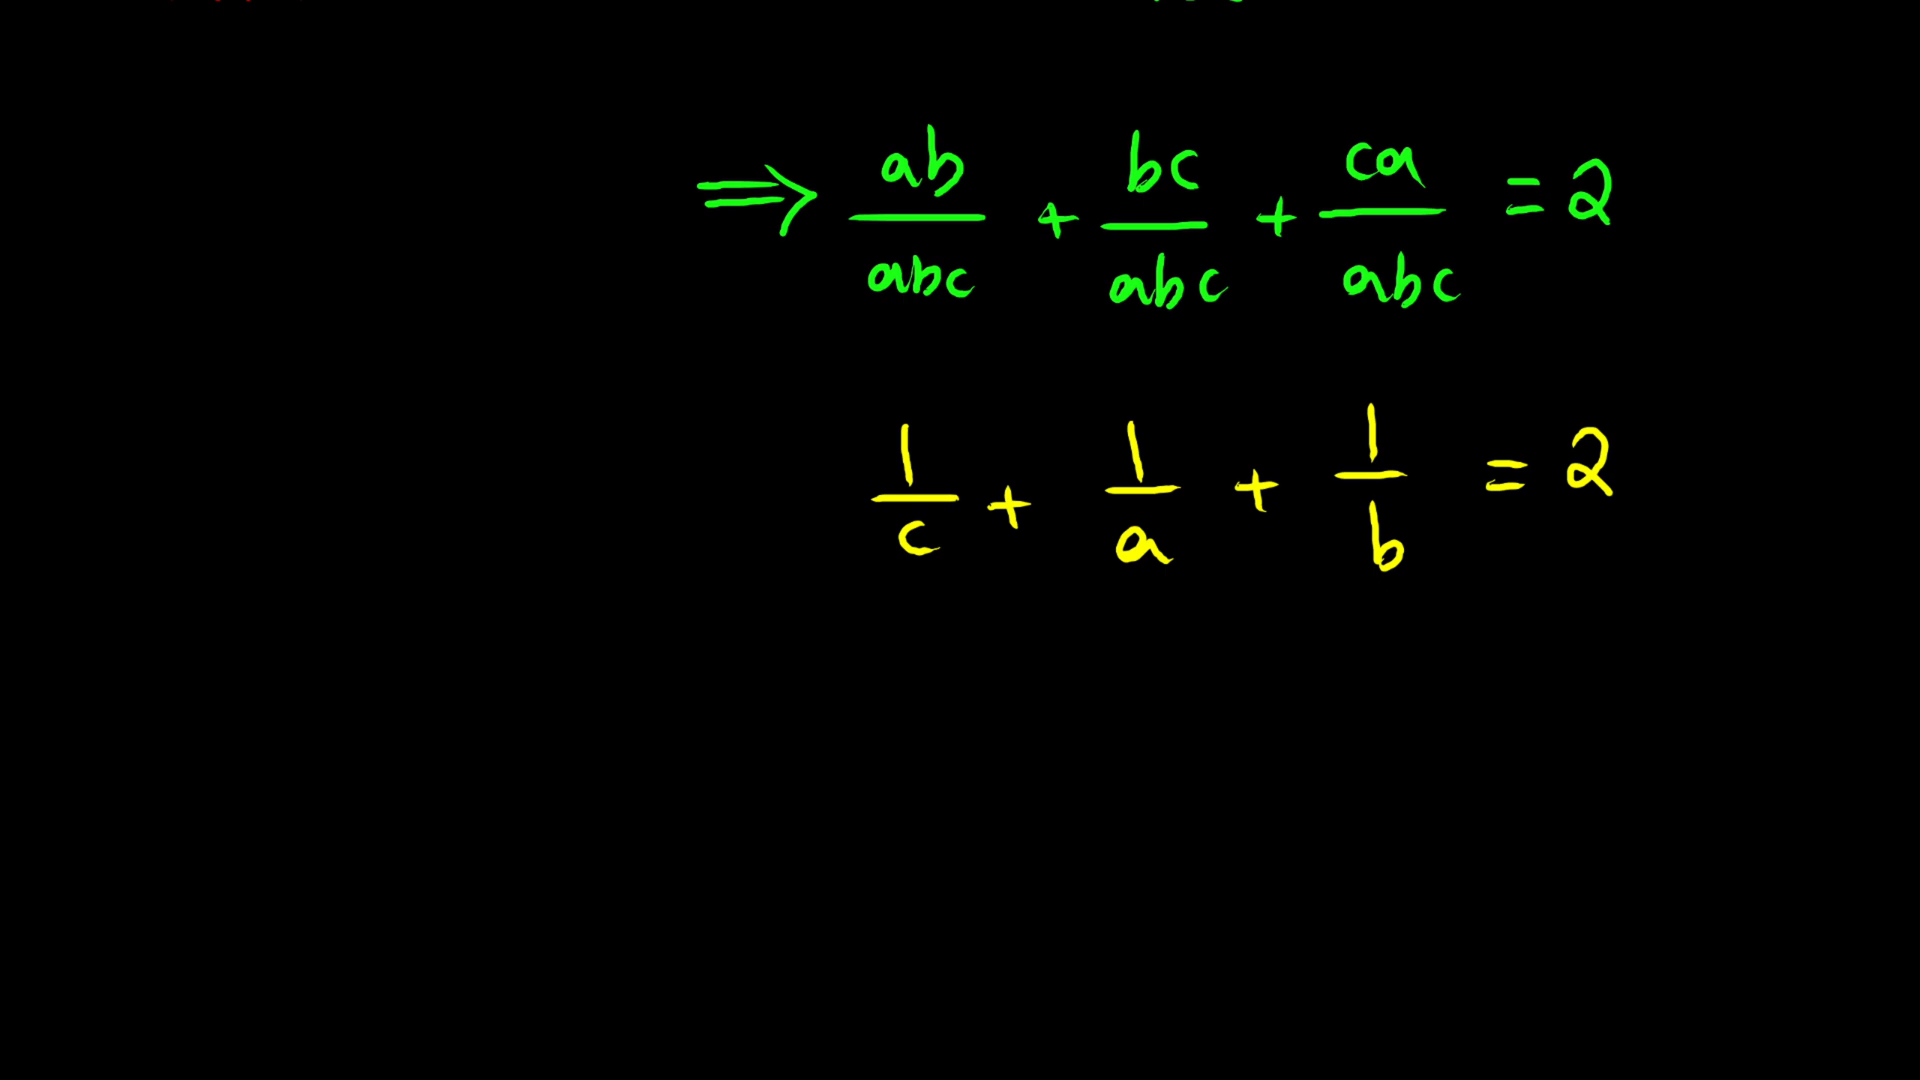 ⟹ ab/abc + bc/abc + ca/abc = 2
1/c + 1/a + 1/b = 2